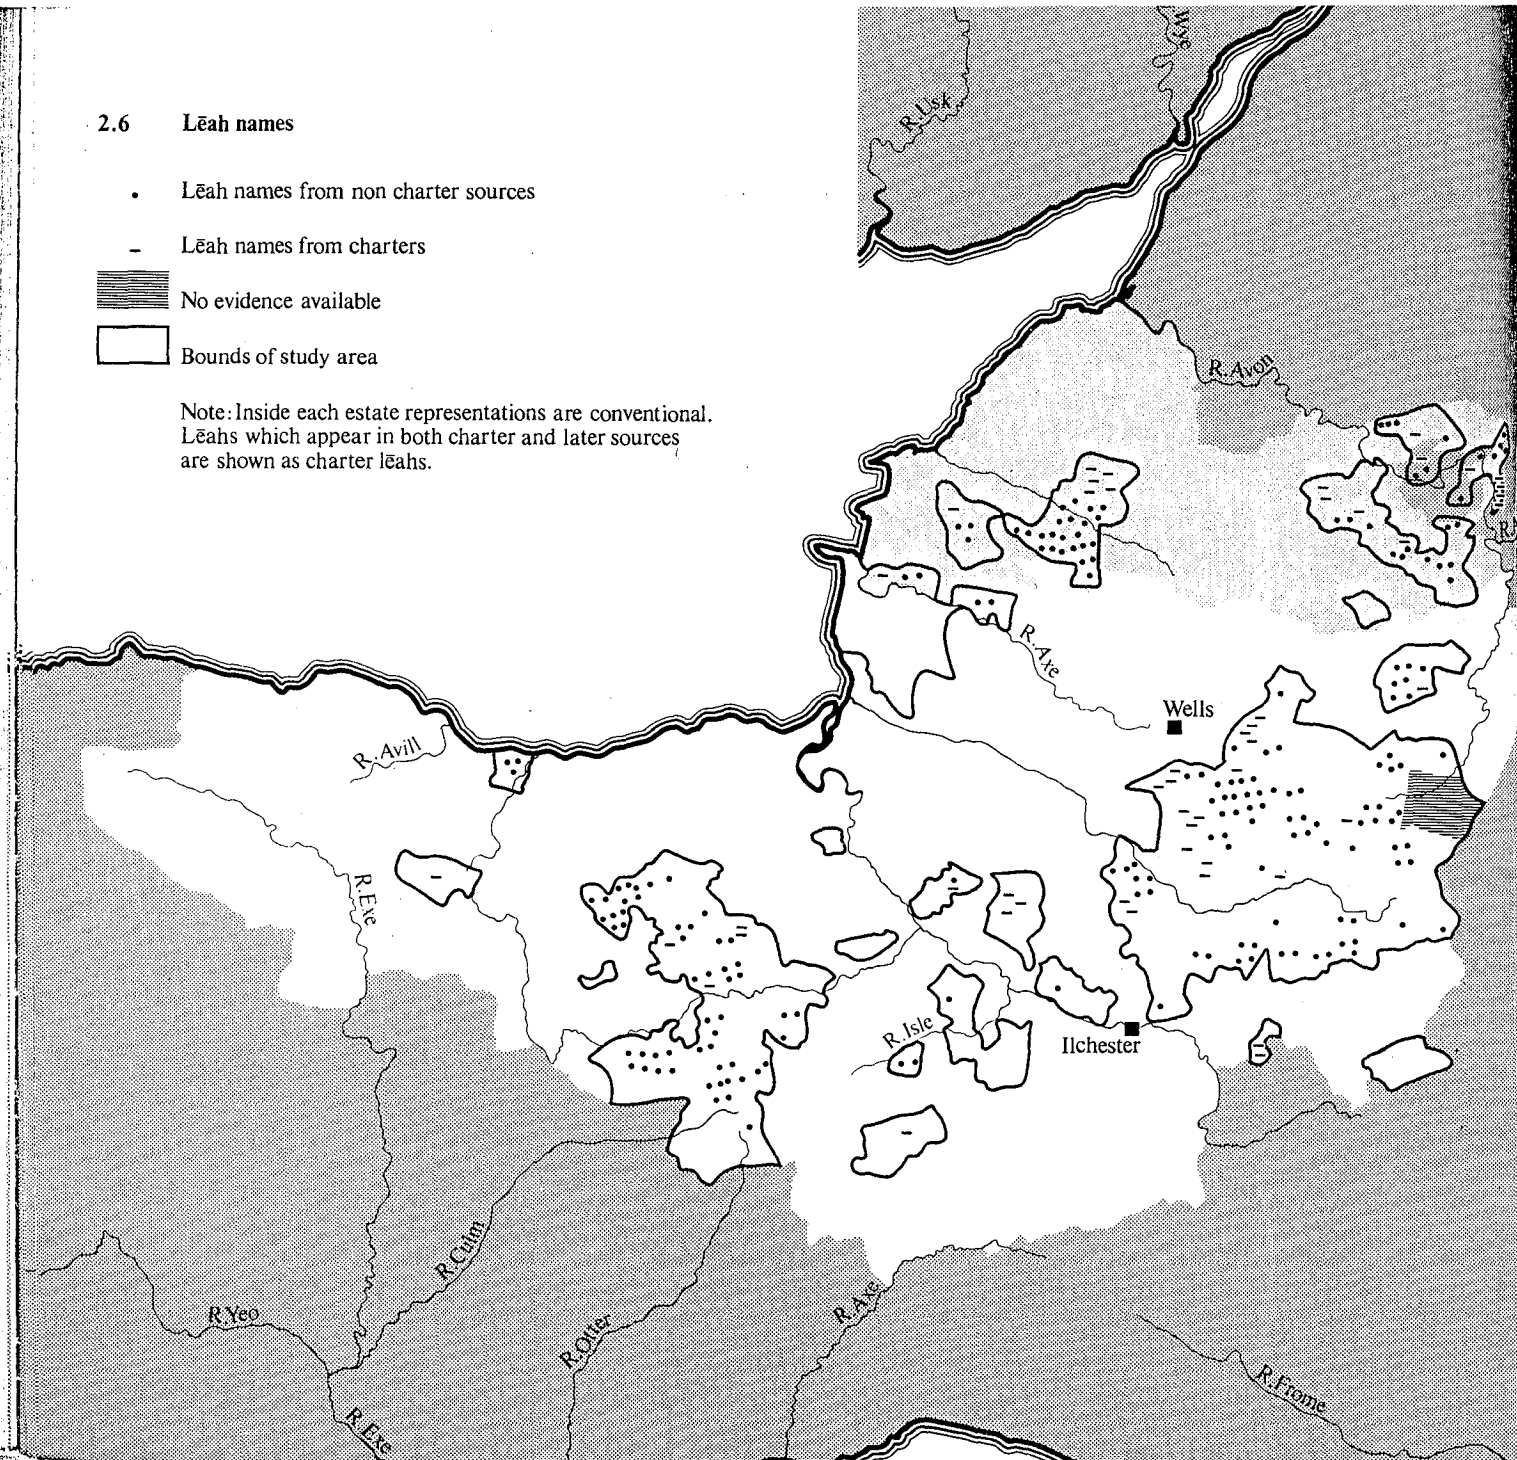 2.6 Lēah names
Lēah names from non charter sources
Lēah names from charters
No evidence available
Bounds of study area
Note: Inside each estate representations are conventional.
Lēahs which appear in both charter and later sources
are shown as charter lēahs.
R.Usk
Wye
R.Avon
R.Axe
Wells
R.Avill
R.Exe
R.Isle
Ilchester
R.Culm
R.Yeo
R.Otter
R.Axe
R.Frome
R.Exe